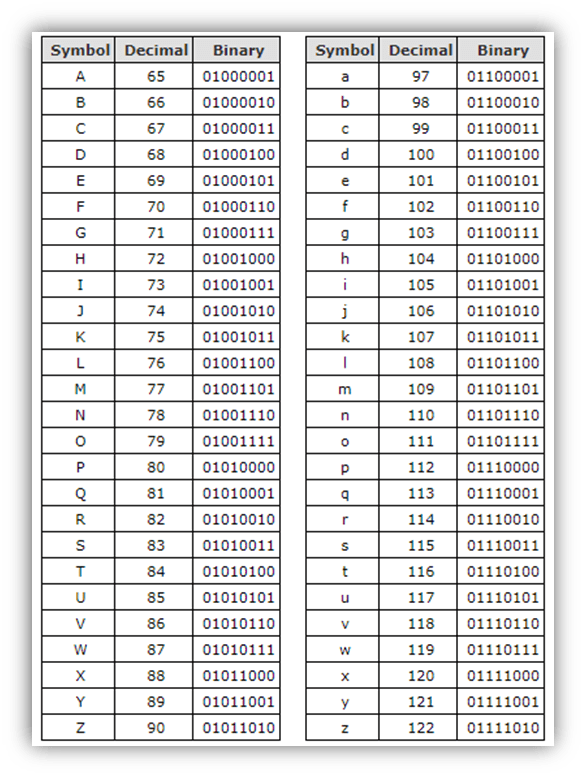 Symbol Decimal Binary Symbol Decimal Binary
A 65 01000001 a 97 01100001
B 66 01000010 b 98 01100010
C 67 01000011 c 99 01100011
D 68 01000100 d 100 01100100
E 69 01000101 e 101 01100101
F 70 01000110 f 102 01100110
G 71 01000111 g 103 01100111
H 72 01001000 h 104 01101000
I 73 01001001 i 105 01101001
J 74 01001010 j 106 01101010
K 75 01001011 k 107 01101011
L 76 01001100 l 108 01101100
M 77 01001101 m 109 01101101
N 78 01001110 n 110 01101110
O 79 01001111 o 111 01101111
P 80 01010000 p 112 01110000
Q 81 01010001 q 113 01110001
R 82 01010010 r 114 01110010
S 83 01010011 s 115 01110011
T 84 01010100 t 116 01110100
U 85 01010101 u 117 01110101
V 86 01010110 v 118 01110110
W 87 01010111 w 119 01110111
X 88 01011000 x 120 01111000
Y 89 01011001 y 121 01111001
Z 90 01011010 z 122 01111010